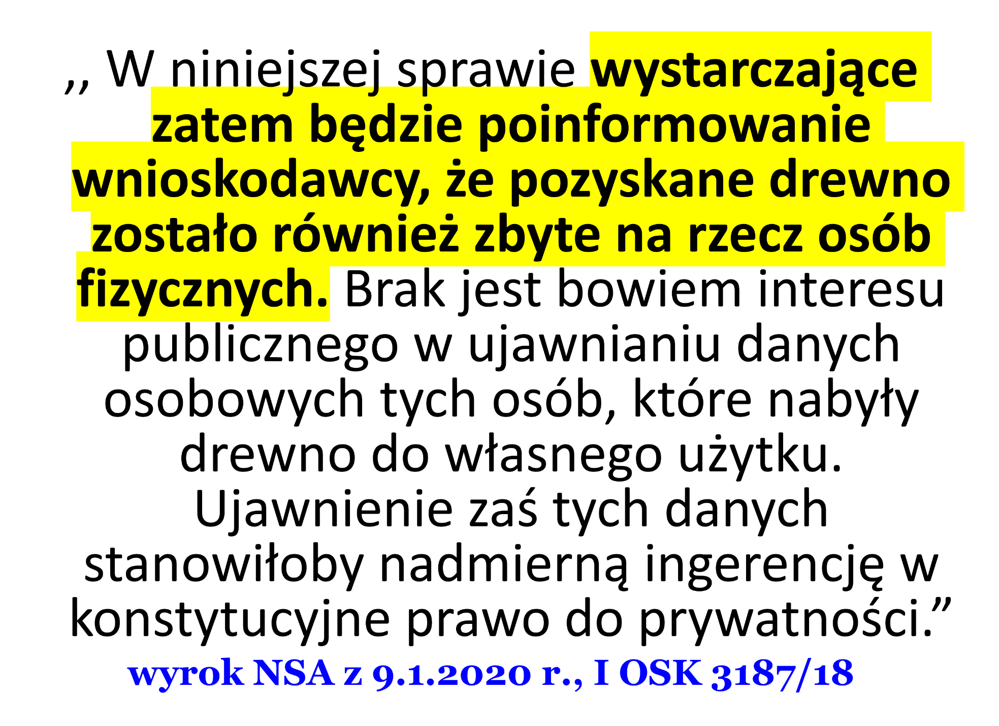 ,, W niniejszej sprawie wystarczające
zatem będzie poinformowanie
wnioskodawcy, że pozyskane drewno
zostało również zbyte na rzecz osób
fizycznych. Brak jest bowiem interesu
publicznego w ujawnianiu danych
osobowych tych osób, które nabyły
drewno do własnego użytku.
Ujawnienie zaś tych danych
stanowiłoby nadmierną ingerencję w
konstytucyjne prawo do prywatności.”
wyrok NSA z 9.1.2020 r., I OSK 3187/18